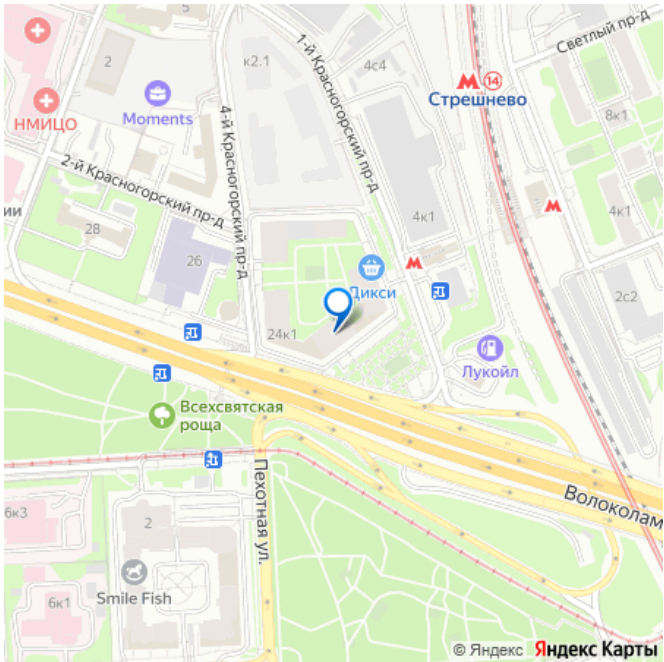 5
Светлый пр-д
2
к2.1
1-й Красногорский пр-д
4с4
14
Стрешнево
Moments
НМИЦО
8к1
4-й Красногорский пр-д
2-й Красногорский пр-д
4к1
4к1
ии
28
26
Дикси
2с2
24к1
Лукойл
Всехсвятская
роща
Пехотная ул.
Волоколам
6к3
2
Smile Fish
6к1
© Яндекс Яндекс Карты